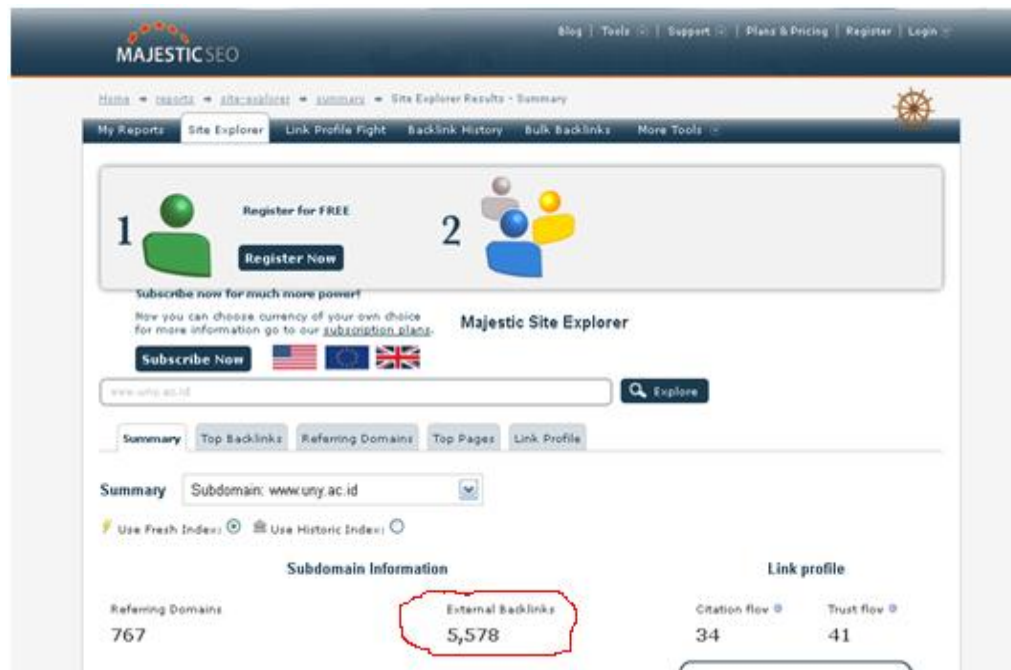 Blog | Tools | Support | Plans & Pricing | Register | Login
MAJESTIC SEO
Home → reports → site-explorer → summary → Site Explorer Results - Summary
My Reports Site Explorer Link Profile Fight Backlink History Bulk Backlinks More Tools
1 Register for FREE 2
Register Now
Subscribe now for much more power!
Now you can choose currency of your own choice
for more information go to our subscription plans.
Majestic Site Explorer
Subscribe Now
www.uny.ac.id Explore
Summary Top Backlinks Referring Domains Top Pages Link Profile
Summary Subdomain: www.uny.ac.id
Use Fresh Index: Use Historic Index:
Subdomain Information Link profile
Referring Domains External Backlinks Citation flow Trust flow
767 5,578 34 41